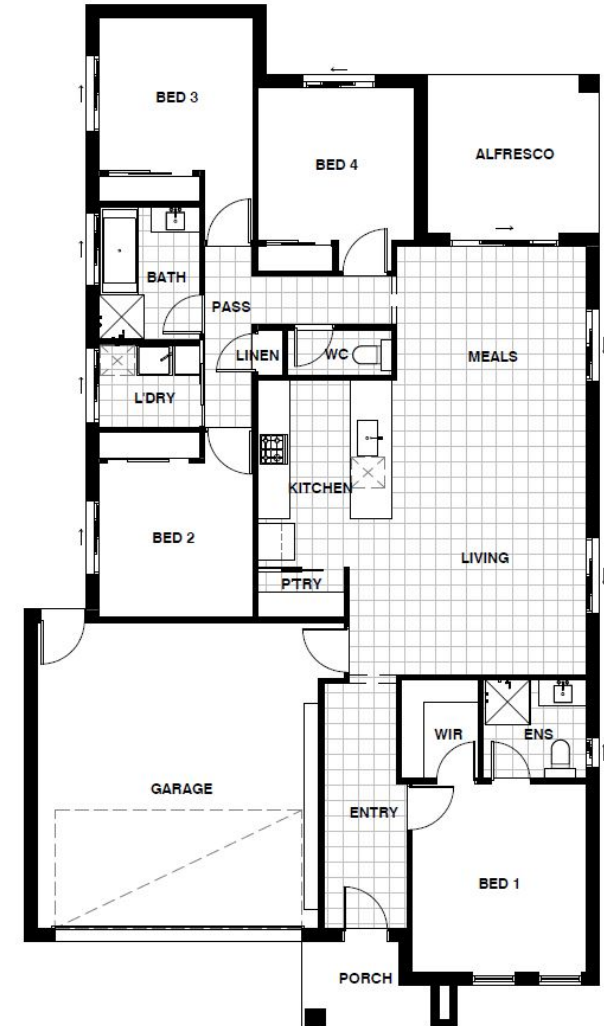 BED 3
BED 4
ALFRESCO
BATH
PASS
LINEN
WC
MEALS
L'DRY
KITCHEN
BED 2
LIVING
P'TRY
WIR
ENS
GARAGE
ENTRY
BED 1
PORCH